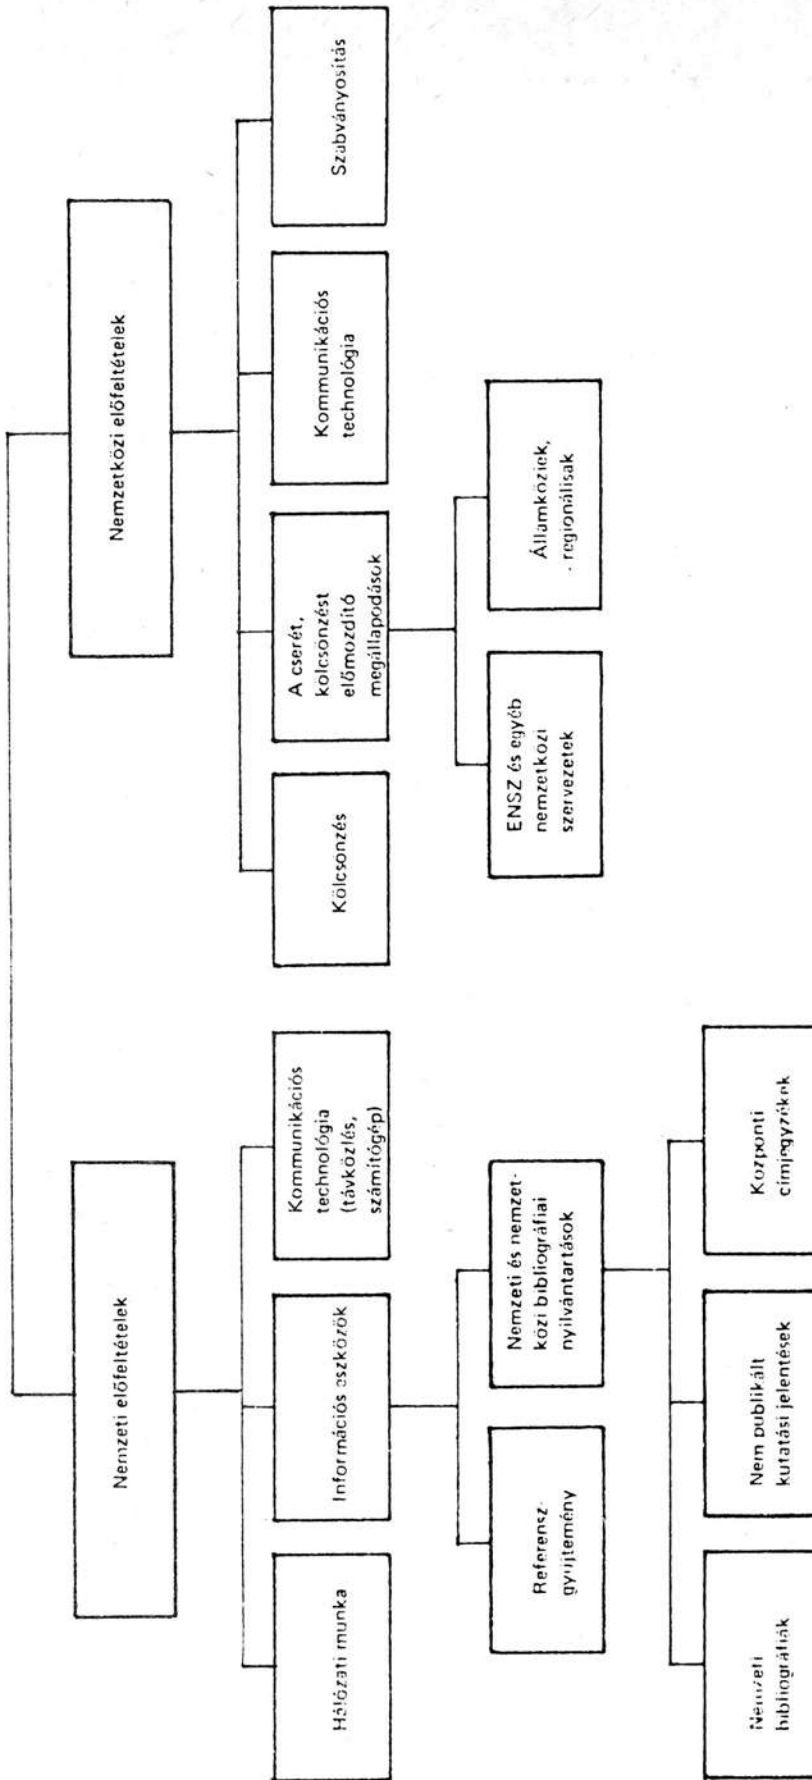 Nemzeti előfeltételek
Nemzetközi előfeltételek
Hálózati munka
Információs eszközök
Kommunikációs
technológia
(távközlés,
számítógép)
Kölcsönzés
A cserét,
kölcsönzést
előmozdító
megállapodások
Kommunikációs
technológia
Szabványosítás
Referensz-
gyűjtemény
Nemzeti és nemzet-
közi bibliográfiai
nyilvántartások
ENSZ és egyéb
nemzetközi
szervezetek
Államköziek,
- regionálisak
Nemzeti
bibliográfiák
Nem publikált
kutatási jelentések
Központi
címjegyzékek